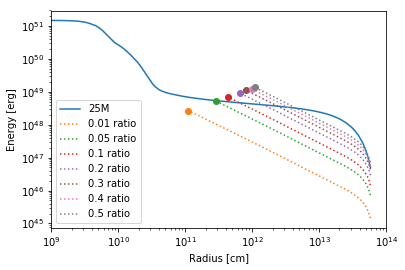 10^51
10^50
10^49
10^48
10^47
10^46
10^45
Energy [erg]
25M
0.01 ratio
0.05 ratio
0.1 ratio
0.2 ratio
0.3 ratio
0.4 ratio
0.5 ratio
10^9 10^10 10^11 10^12 10^13 10^14
Radius [cm]